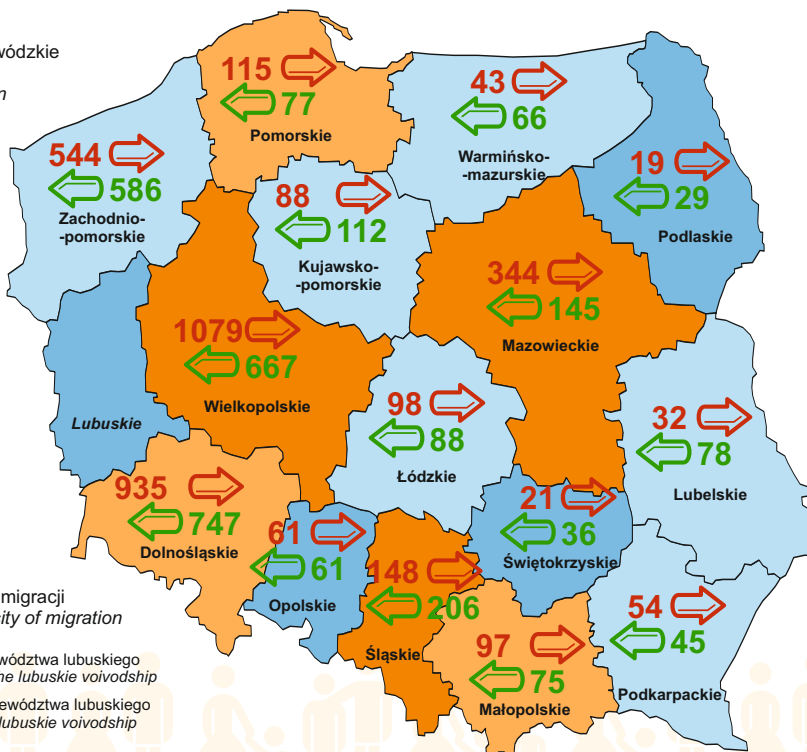 wódzkie
n
115
77
Pomorskie
43
66
Warmińsko-
-mazurskie
544
586
Zachodnio-
-pomorskie
88
112
Kujawsko-
-pomorskie
19
29
Podlaskie
344
145
Mazowieckie
1079
667
Wielkopolskie
Lubuskie
98
88
Łódzkie
32
78
Lubelskie
935
747
Dolnośląskie
61
61
Opolskie
148
206
Śląskie
21
36
Świętokrzyskie
97
75
Małopolskie
54
45
Podkarpackie
migracji
sity of migration
wództwa lubuskiego
he lubuskie voivodship
ewództwa lubuskiego
lubuskie voivodship